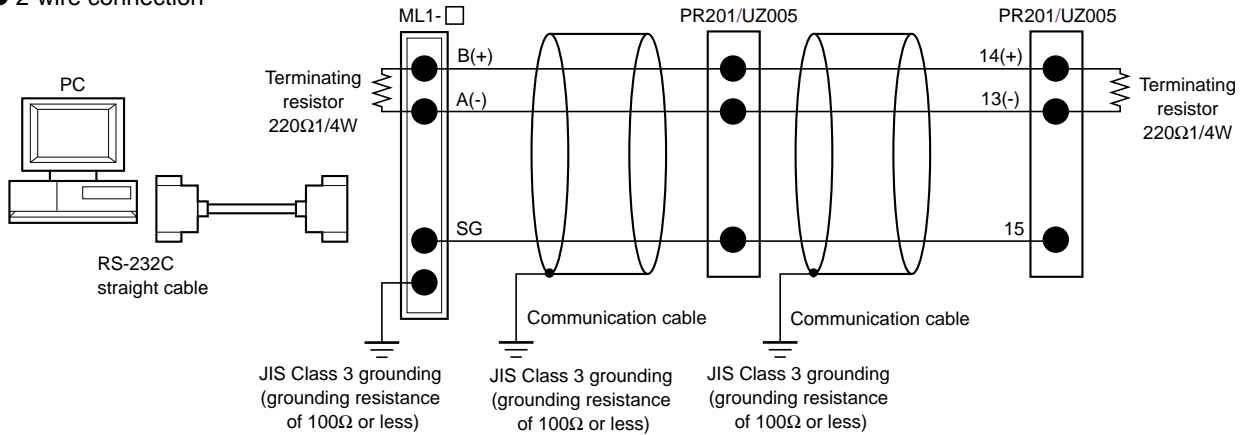 2-wire connection
ML1-□
PR201/UZ005
PR201/UZ005
PC
Terminating
resistor
220Ω1/4W
B(+)
A(-)
SG
14(+)
13(-)
15
Terminating
resistor
220Ω1/4W
RS-232C
straight cable
Communication cable
Communication cable
JIS Class 3 grounding
(grounding resistance
of 100Ω or less)
JIS Class 3 grounding
(grounding resistance
of 100Ω or less)
JIS Class 3 grounding
(grounding resistance
of 100Ω or less)